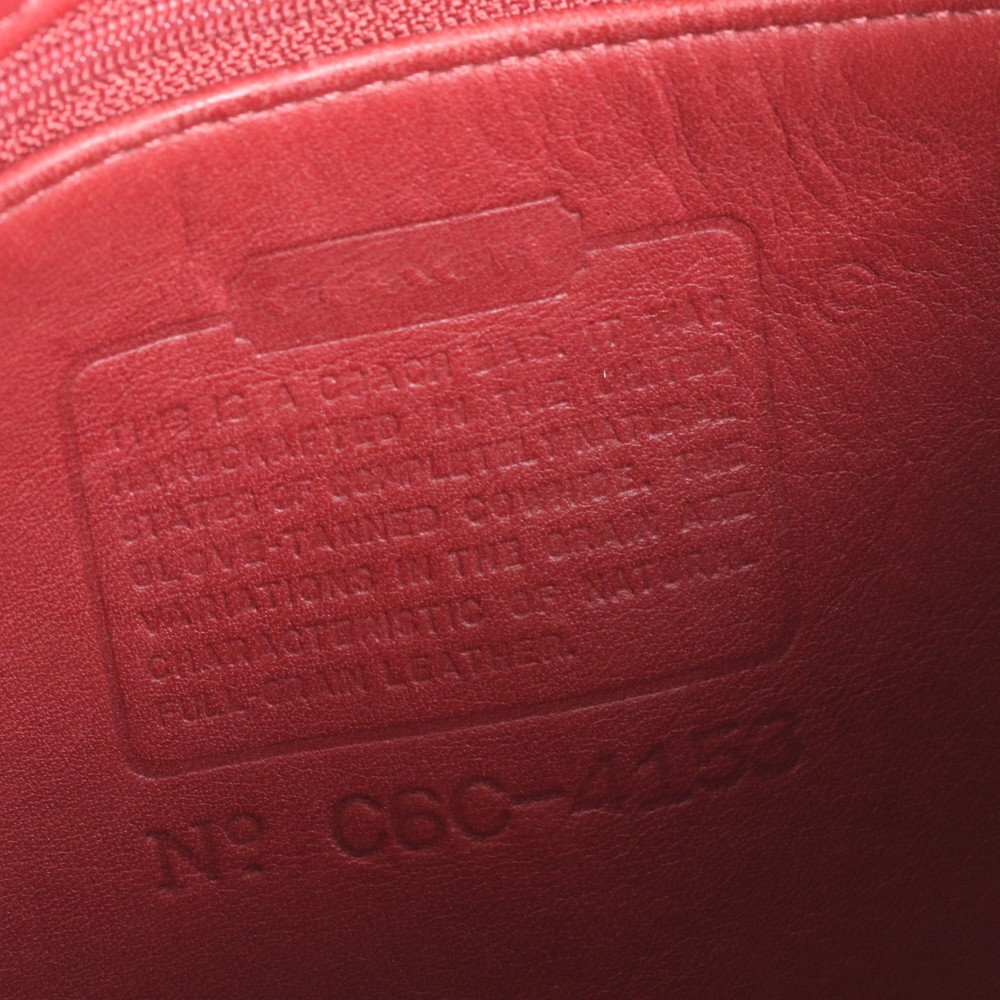 COACH
THIS IS A COACH BAG. IT WAS
HANDCRAFTED IN THE UNITED
STATES OF COMPLETELY NATURAL
GLOVE-TANNED COWHIDE. THE
VARIATIONS IN THE GRAIN ARE
CHARACTERISTIC OF NATURAL
FULL-GRAIN LEATHER.
Nº C6C-4153